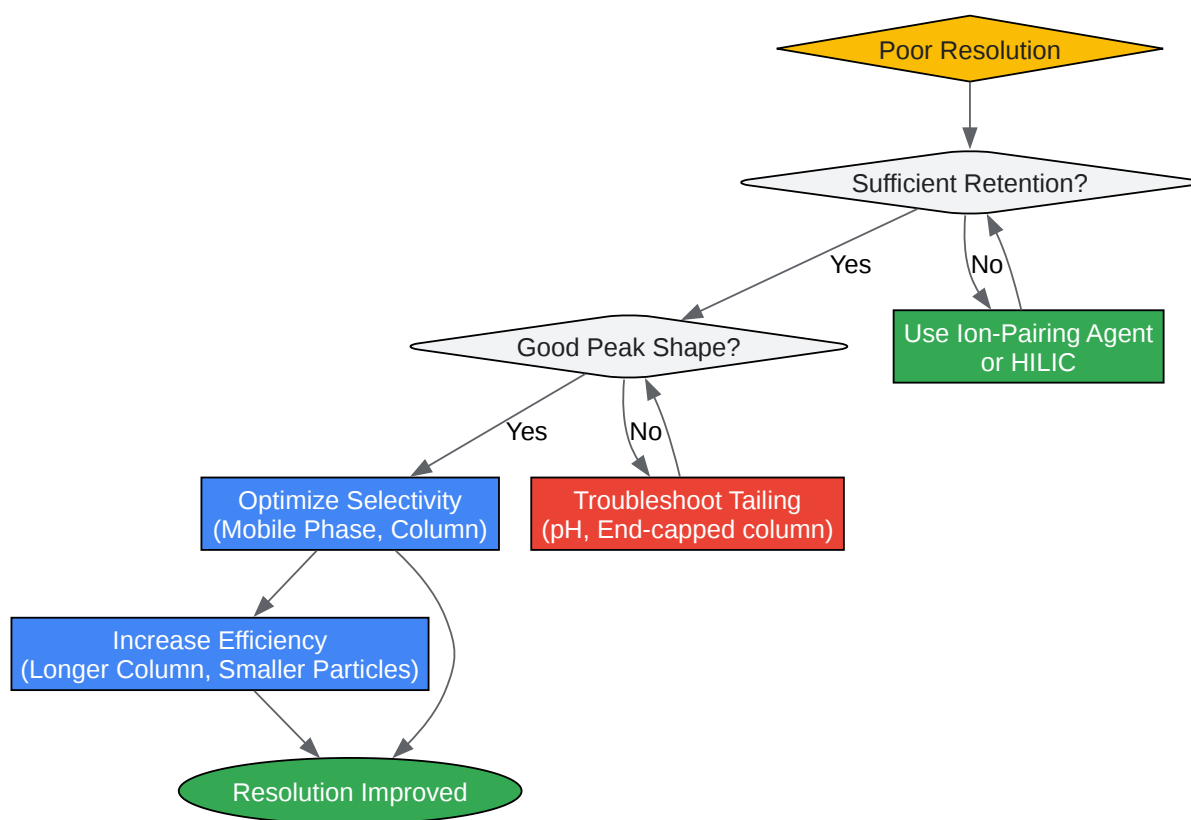 Poor Resolution
Sufficient Retention?
Yes
No
Use Ion-Pairing Agent
or HILIC
Good Peak Shape?
Yes
No
Optimize Selectivity
(Mobile Phase, Column)
Troubleshoot Tailing
(pH, End-capped column)
Increase Efficiency
(Longer Column, Smaller Particles)
Resolution Improved